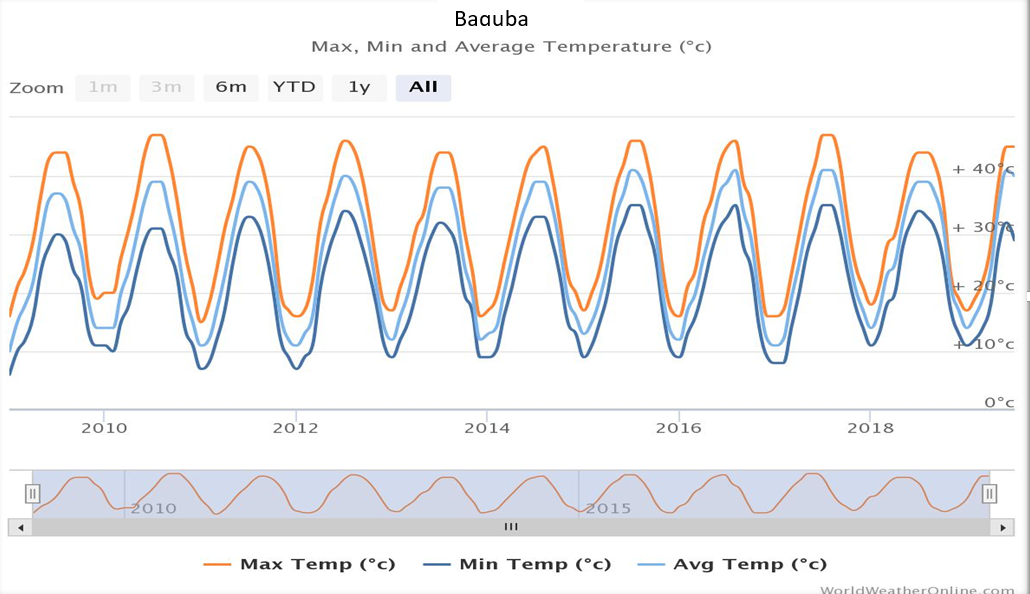 Baquba
Max, Min and Average Temperature (°c)
Zoom 1m 3m 6m YTD 1y All
+ 40°c
+ 30°c
+ 20°c
+ 10°c
0°c
2010 2012 2014 2016 2018
2010 2015
Max Temp (°c) Min Temp (°c) Avg Temp (°c)
WorldWeatherOnline.com